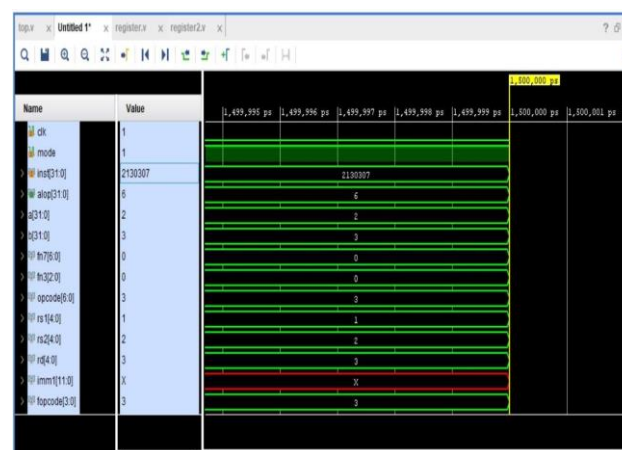 top.v x Untitled 1* x register.v x register2.v x ?
1,500,000 ps
Name Value 1,499,995 ps 1,499,996 ps 1,499,997 ps 1,499,998 ps 1,499,999 ps 1,500,000 ps 1,500,001 ps
clk 1
mode 1
inst[31:0] 2130307 2130307
alop[31:0] 6 6
a[31:0] 2 2
b[31:0] 3 3
fn7[6:0] 0 0
fn3[2:0] 0 0
opcode[6:0] 3 3
rs1[4:0] 1 1
rs2[4:0] 2 2
rd[4:0] 3 3
imm1[11:0] X X
fopcode[3:0] 3 3